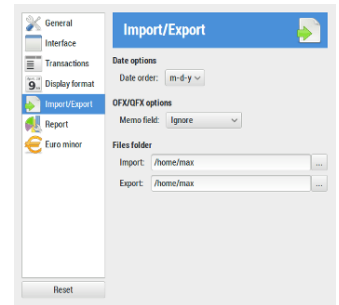 General
Interface
Transactions
Display format
Import/Export
Report
Euro minor
Reset
Import/Export
Date options
Date order: m-d-y
OFX/QFX options
Memo field: Ignore
Files folder
Import: /home/max ...
Export: /home/max ...